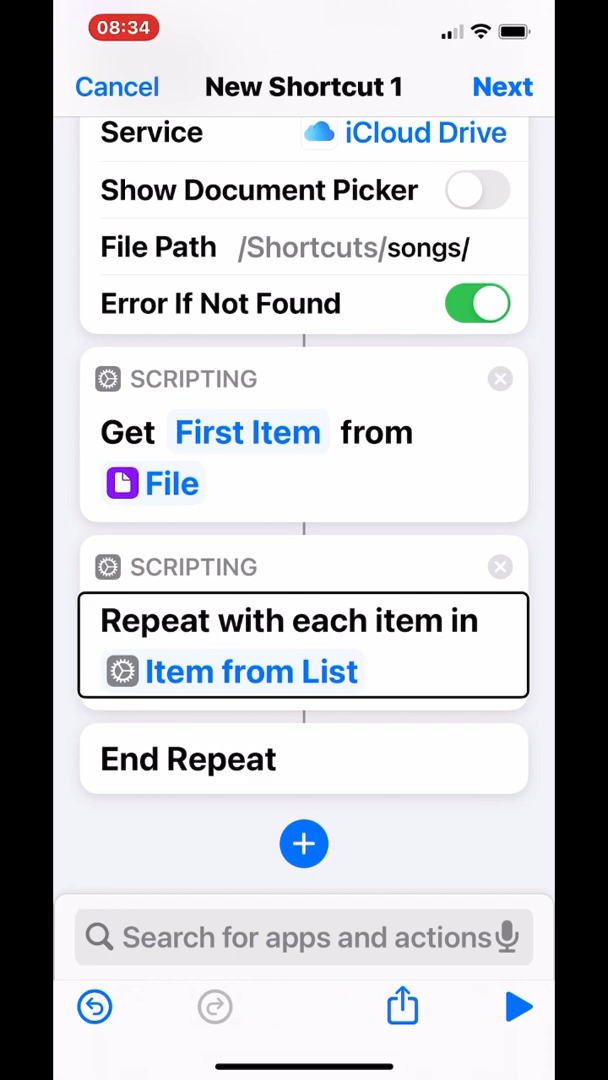 08:34
Cancel New Shortcut 1 Next
Service iCloud Drive
Show Document Picker
File Path /Shortcuts/songs/
Error If Not Found
SCRIPTING
Get First Item from
File
SCRIPTING
Repeat with each item in
Item from List
End Repeat
Search for apps and actions